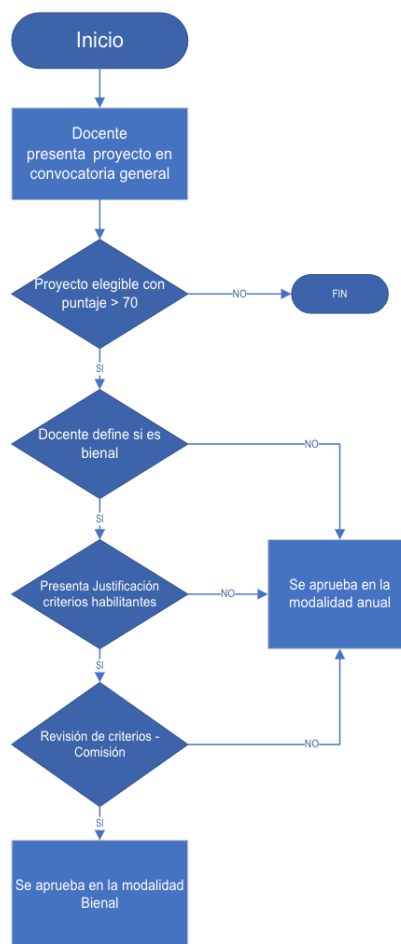 Inicio
Docente
presenta proyecto en
convocatoria general
Proyecto elegible con
puntaje > 70
NO
FIN
SI
Docente define si es
bienal
NO
SI
Presenta Justificación
criterios habilitantes
NO
Se aprueba en la
modalidad anual
SI
Revisión de criterios -
Comisión
NO
SI
Se aprueba en la modalidad
Bienal